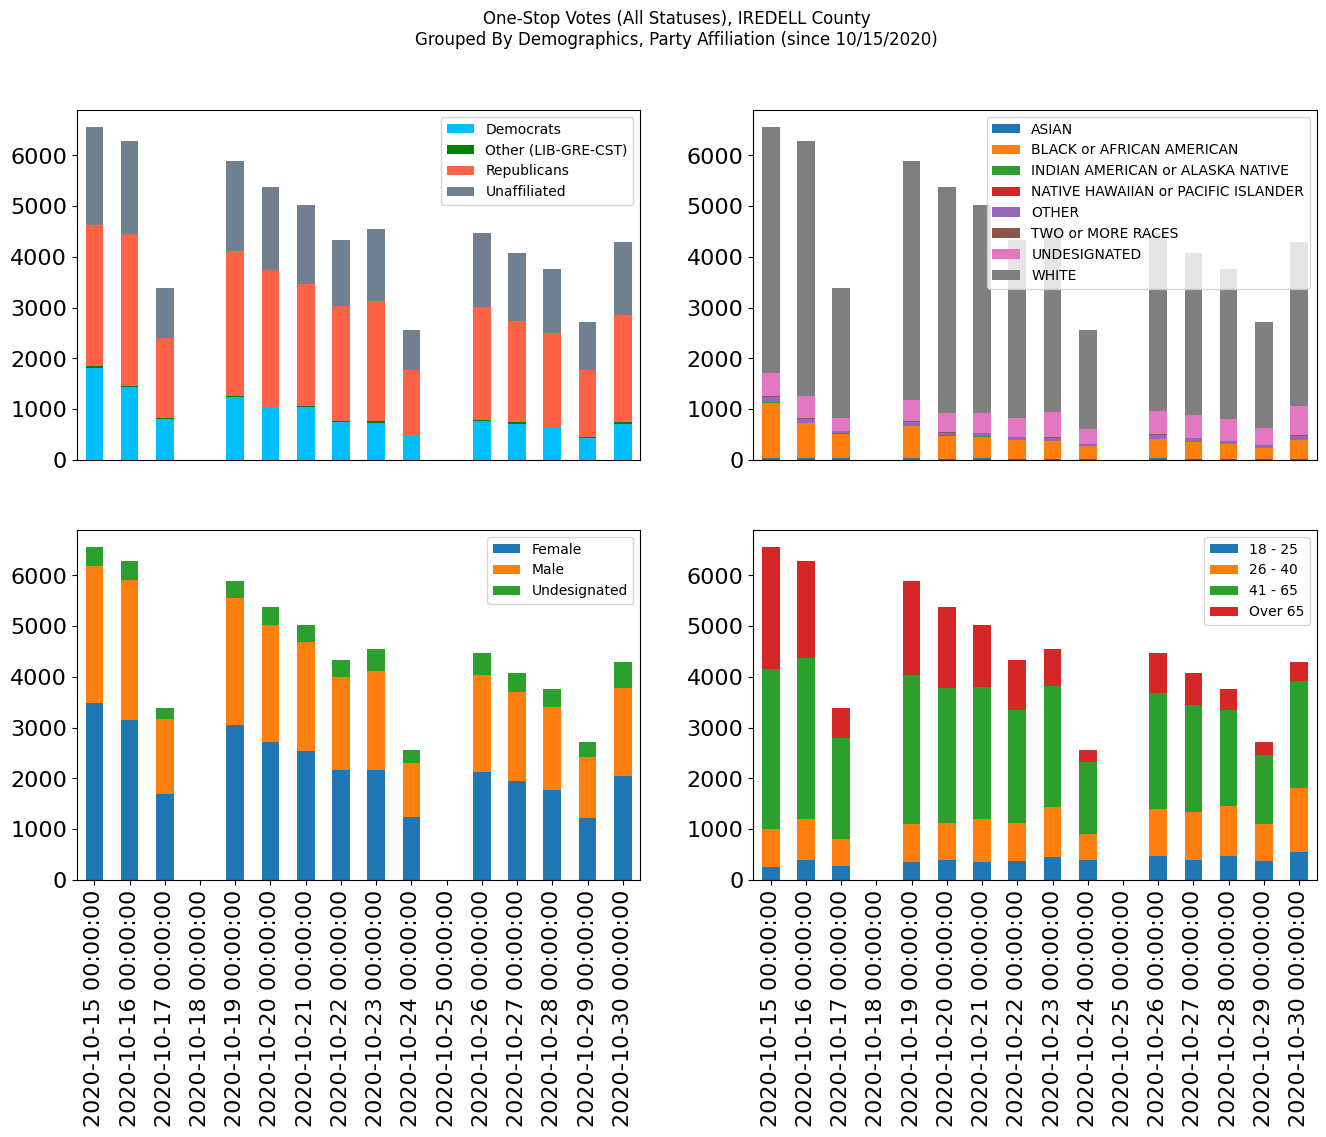 One-Stop Votes (All Statuses), IREDELL County
Grouped By Demographics, Party Affiliation (since 10/15/2020)
6000
5000
4000
3000
2000
1000
0
Democrats
Other (LIB-GRE-CST)
Republicans
Unaffiliated
6000
5000
4000
3000
2000
1000
0
ASIAN
BLACK or AFRICAN AMERICAN
INDIAN AMERICAN or ALASKA NATIVE
NATIVE HAWAIIAN or PACIFIC ISLANDER
OTHER
TWO or MORE RACES
UNDESIGNATED
WHITE
6000
5000
4000
3000
2000
1000
0
Female
Male
Undesignated
2020-10-15 00:00:00
2020-10-16 00:00:00
2020-10-17 00:00:00
2020-10-18 00:00:00
2020-10-19 00:00:00
2020-10-20 00:00:00
2020-10-21 00:00:00
2020-10-22 00:00:00
2020-10-23 00:00:00
2020-10-24 00:00:00
2020-10-25 00:00:00
2020-10-26 00:00:00
2020-10-27 00:00:00
2020-10-28 00:00:00
2020-10-29 00:00:00
2020-10-30 00:00:00
6000
5000
4000
3000
2000
1000
0
18 - 25
26 - 40
41 - 65
Over 65
2020-10-15 00:00:00
2020-10-16 00:00:00
2020-10-17 00:00:00
2020-10-18 00:00:00
2020-10-19 00:00:00
2020-10-20 00:00:00
2020-10-21 00:00:00
2020-10-22 00:00:00
2020-10-23 00:00:00
2020-10-24 00:00:00
2020-10-25 00:00:00
2020-10-26 00:00:00
2020-10-27 00:00:00
2020-10-28 00:00:00
2020-10-29 00:00:00
2020-10-30 00:00:00